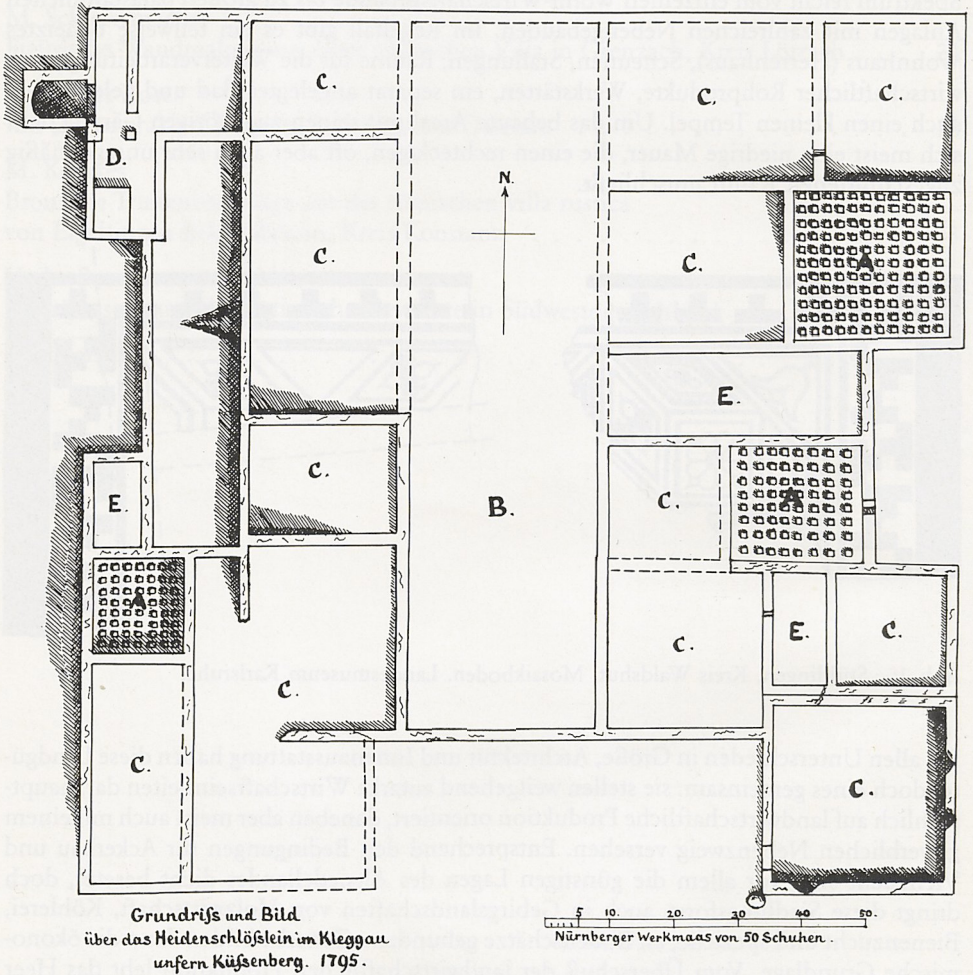 C.
C.
C.
D.
N.
C.
C.
A
E.
C.
C.
A
B.
E.
A
C.
E.
C.
C.
C.
C.
Grundriſs und Bild
über das Heidenschlöſslein im Kleggau
unfern Küſsenberg. 1795.
5 10. 20. 30 40. 50.
Nürnberger Werkmaas von 50 Schuhen.